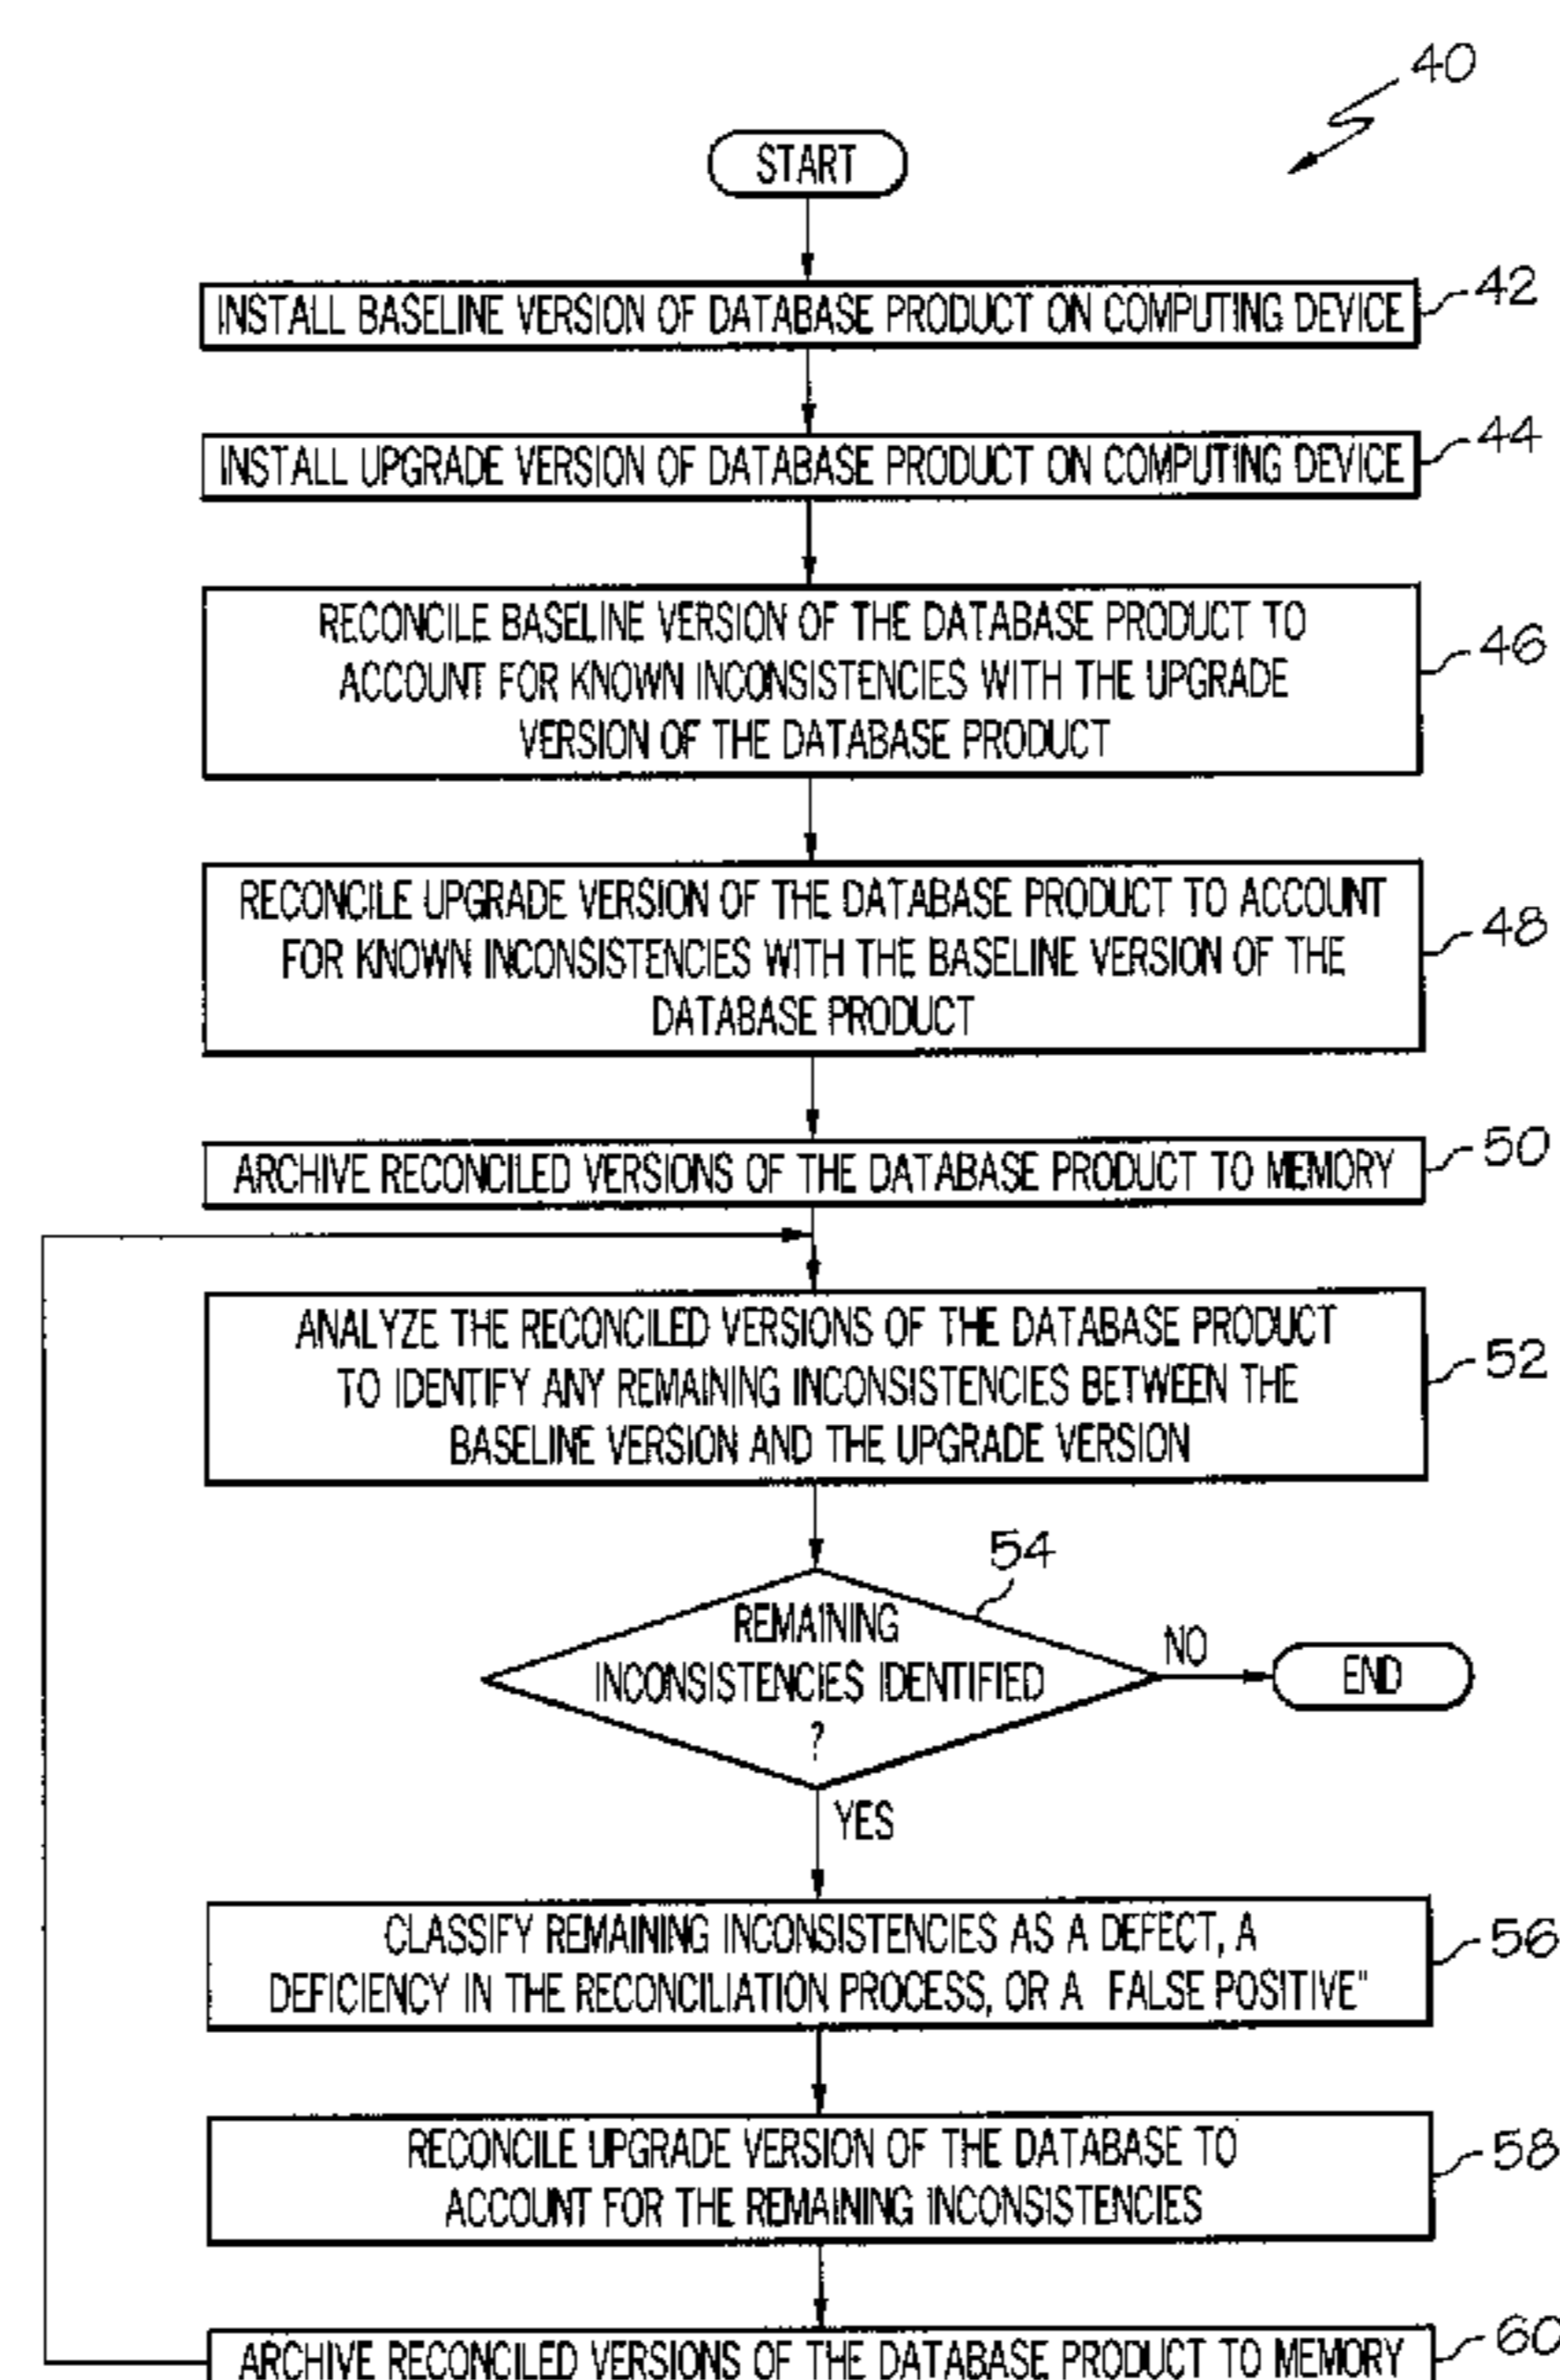 40
START
INSTALL BASELINE VERSION OF DATABASE PRODUCT ON COMPUTING DEVICE
42
INSTALL UPGRADE VERSION OF DATABASE PRODUCT ON COMPUTING DEVICE
44
RECONCILE BASELINE VERSION OF THE DATABASE PRODUCT TO
ACCOUNT FOR KNOWN INCONSISTENCIES WITH THE UPGRADE
VERSION OF THE DATABASE PRODUCT
46
RECONCILE UPGRADE VERSION OF THE DATABASE PRODUCT TO ACCOUNT
FOR KNOWN INCONSISTENCIES WITH THE BASELINE VERSION OF THE
DATABASE PRODUCT
48
ARCHIVE RECONCILED VERSIONS OF THE DATABASE PRODUCT TO MEMORY
50
ANALYZE THE RECONCILED VERSIONS OF THE DATABASE PRODUCT
TO IDENTIFY ANY REMAINING INCONSISTENCIES BETWEEN THE
BASELINE VERSION AND THE UPGRADE VERSION
52
54
REMAINING
INCONSISTENCIES IDENTIFIED
?
NO
END
YES
CLASSIFY REMAINING INCONSISTENCIES AS A DEFECT, A
DEFICIENCY IN THE RECONCILIATION PROCESS, OR A FALSE POSITIVE"
56
RECONCILE UPGRADE VERSION OF THE DATABASE TO
ACCOUNT FOR THE REMAINING INCONSISTENCIES
58
ARCHIVE RECONCILED VERSIONS OF THE DATABASE PRODUCT TO MEMORY
60